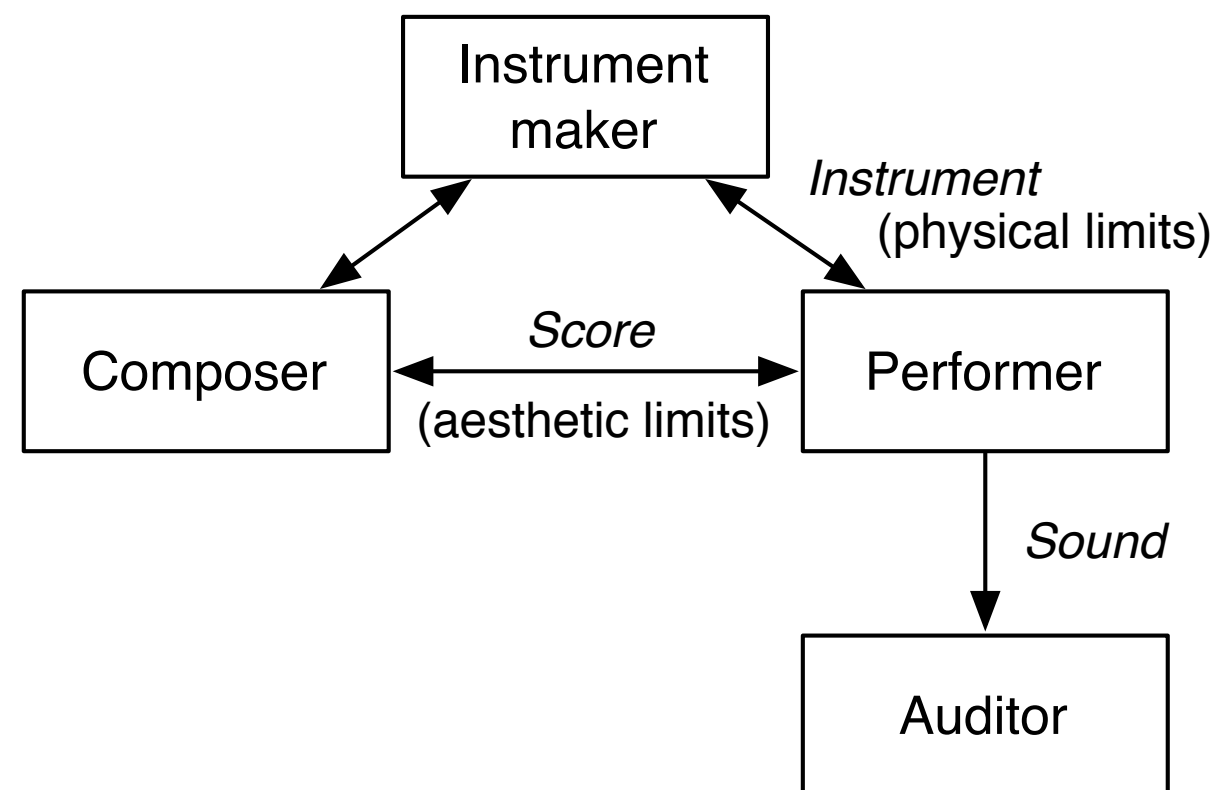 Instrument
maker
Instrument
(physical limits)
Composer
Score
(aesthetic limits)
Performer
Sound
Auditor